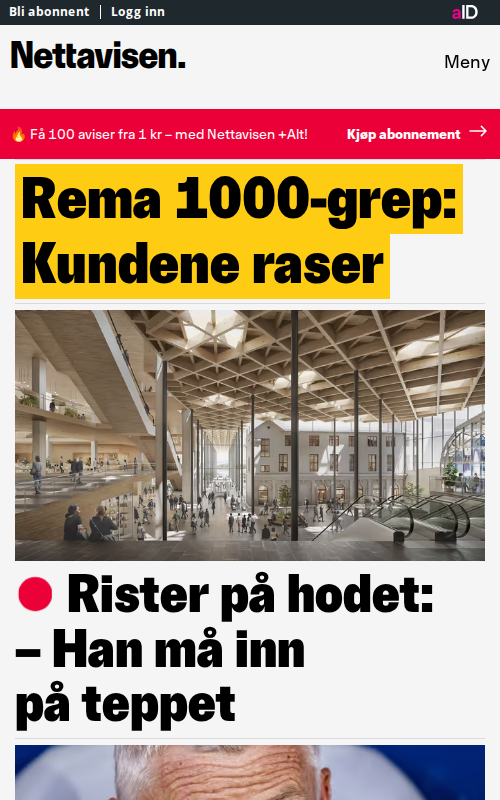 Bli abonnent | Logg inn
aID
Nettavisen.
Meny
🔥 Få 100 aviser fra 1 kr – med Nettavisen +Alt!
Kjøp abonnement →
Rema 1000-grep:
Kundene raser
Rister på hodet:
– Han må inn
på teppet